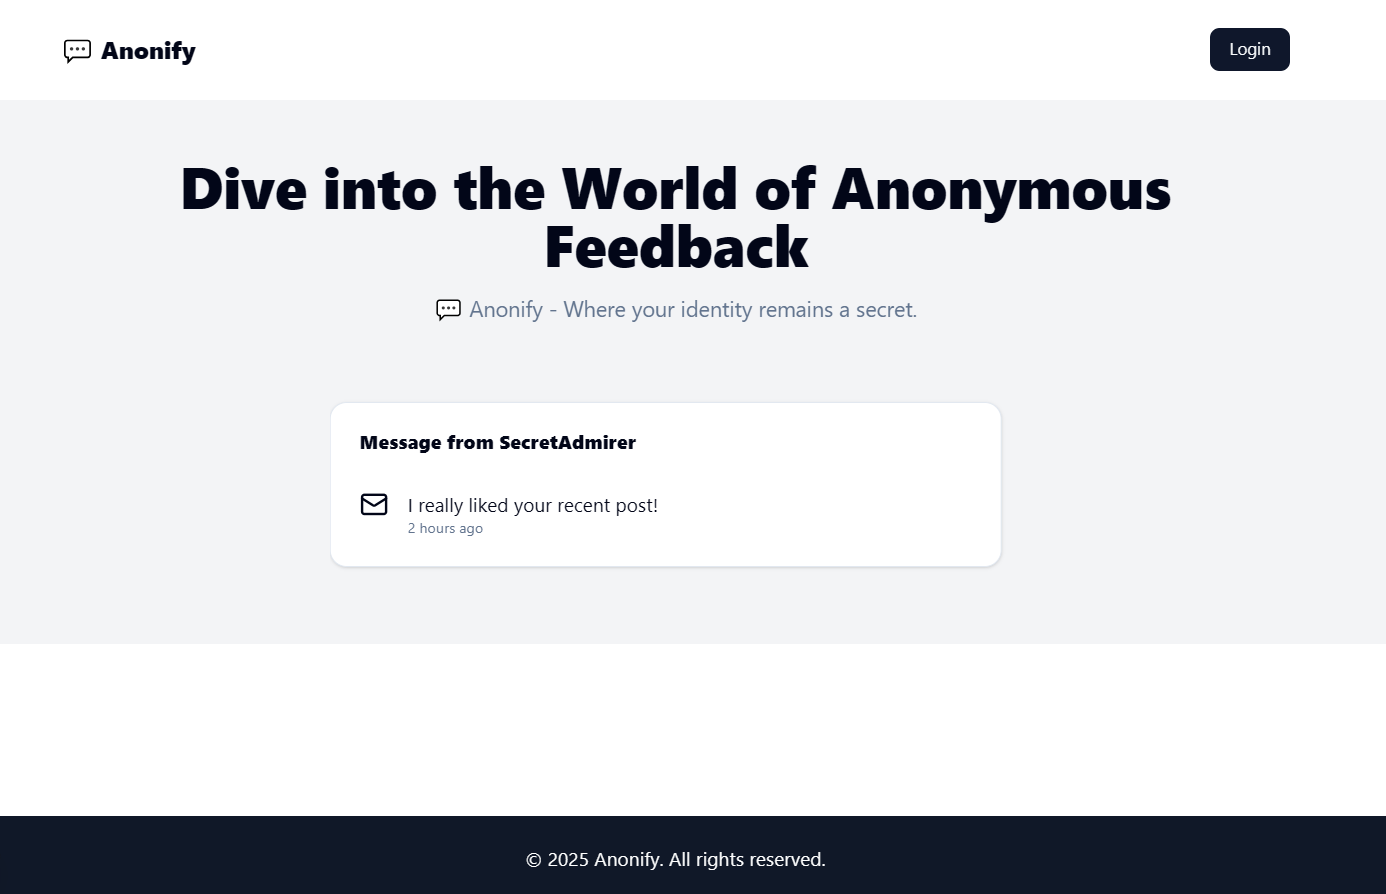 Anonify
Login
Dive into the World of Anonymous
Feedback
Anonify - Where your identity remains a secret.
Message from SecretAdmirer
I really liked your recent post!
2 hours ago
© 2025 Anonify. All rights reserved.